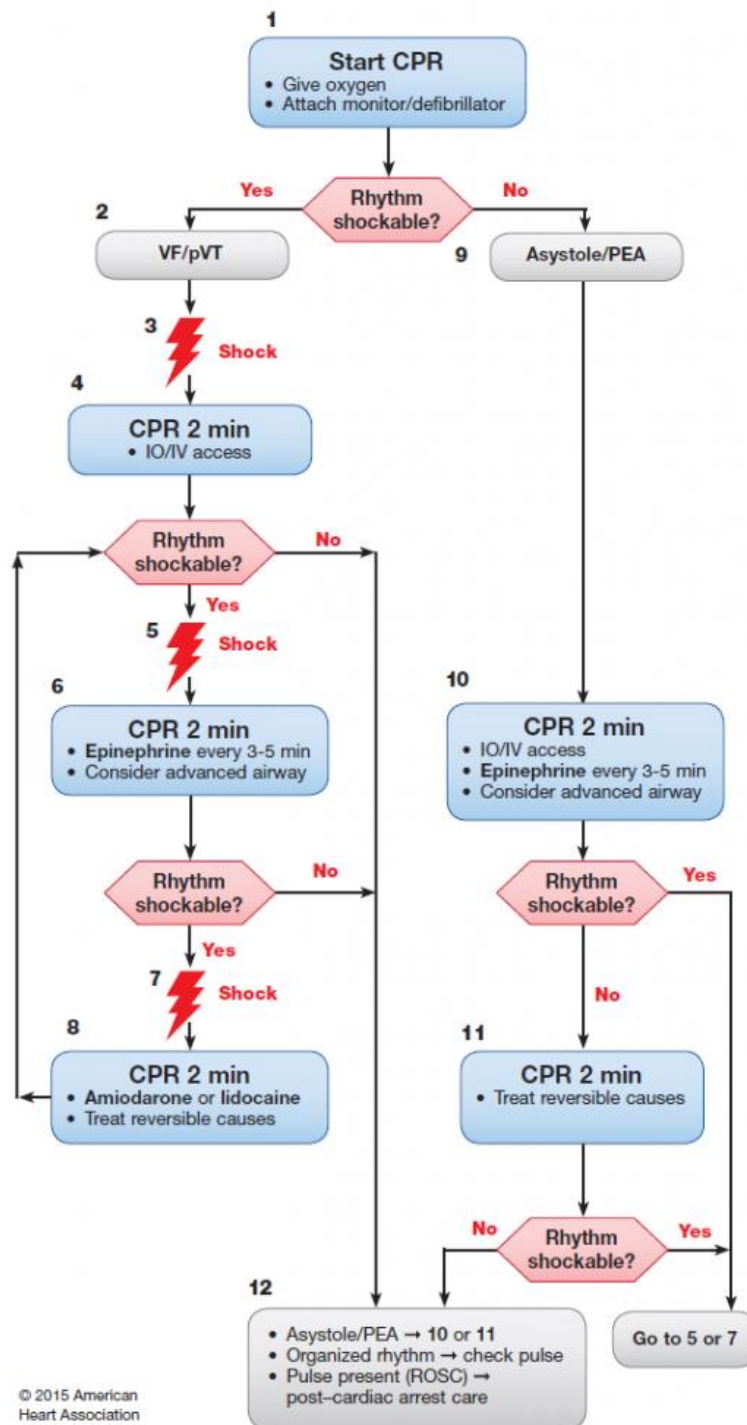 1
Start CPR
• Give oxygen
• Attach monitor/defibrillator
Rhythm
shockable?
Yes
No
2
VF/pVT
9
Asystole/PEA
3
Shock
4
CPR 2 min
• IO/IV access
Rhythm
shockable?
No
Yes
5
Shock
6
CPR 2 min
• Epinephrine every 3-5 min
• Consider advanced airway
Rhythm
shockable?
No
Yes
7
Shock
8
CPR 2 min
• Amiodarone or lidocaine
• Treat reversible causes
10
CPR 2 min
• IO/IV access
• Epinephrine every 3-5 min
• Consider advanced airway
Rhythm
shockable?
Yes
No
11
CPR 2 min
• Treat reversible causes
Rhythm
shockable?
No
Yes
12
• Asystole/PEA → 10 or 11
• Organized rhythm → check pulse
• Pulse present (ROSC) →
post–cardiac arrest care
Go to 5 or 7
© 2015 American
Heart Association